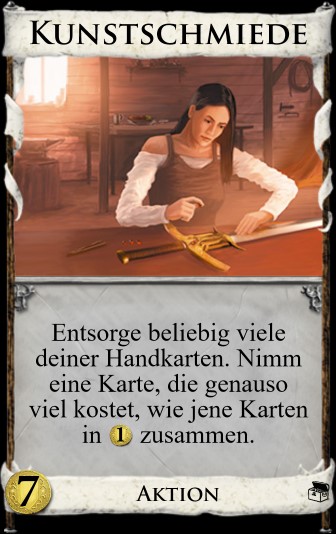 KUNSTSCHMIEDE
Entsorge beliebig viele
deiner Handkarten. Nimm
eine Karte, die genauso
viel kostet, wie jene Karten
in 1 zusammen.
7 AKTION